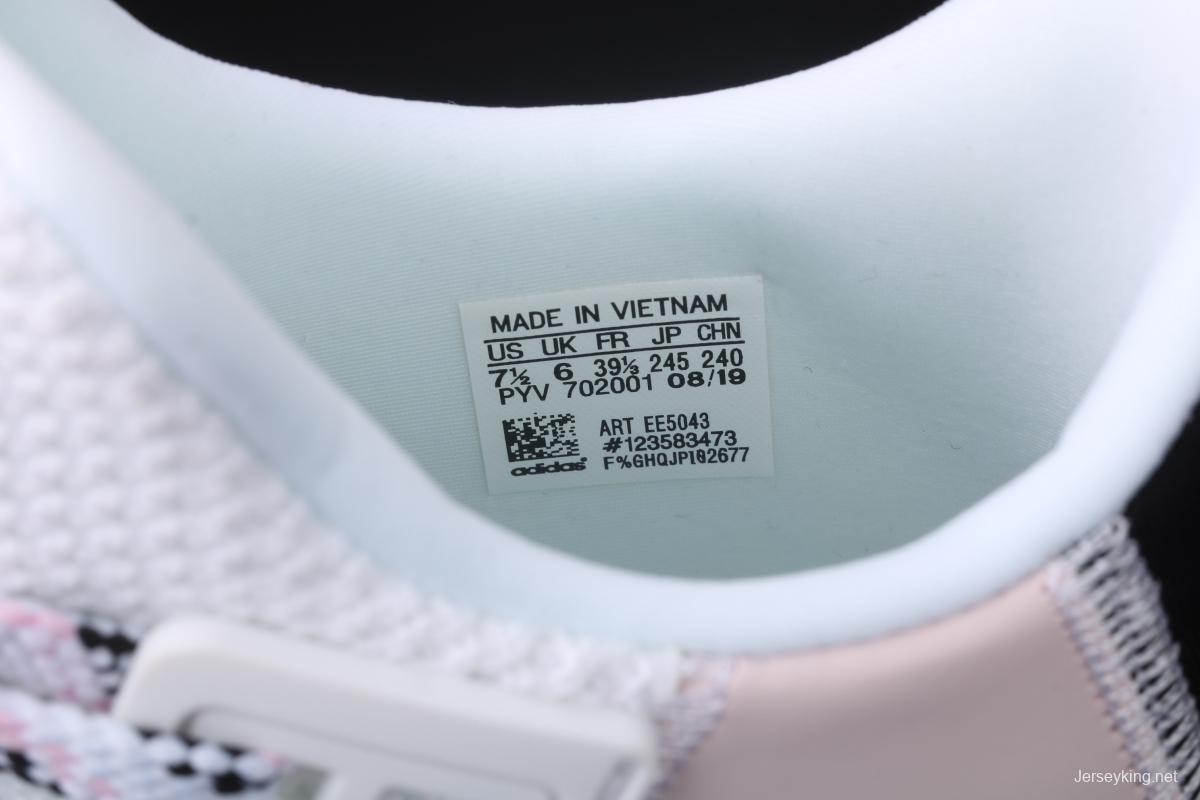 MADE IN VIETNAM
US UK FR JP CHN
7½ 6 39⅓ 245 240
PYV 702001 08/19
ART EE5043
#123583473
F%GHQJPI02677
adidas
Jerseyking.net